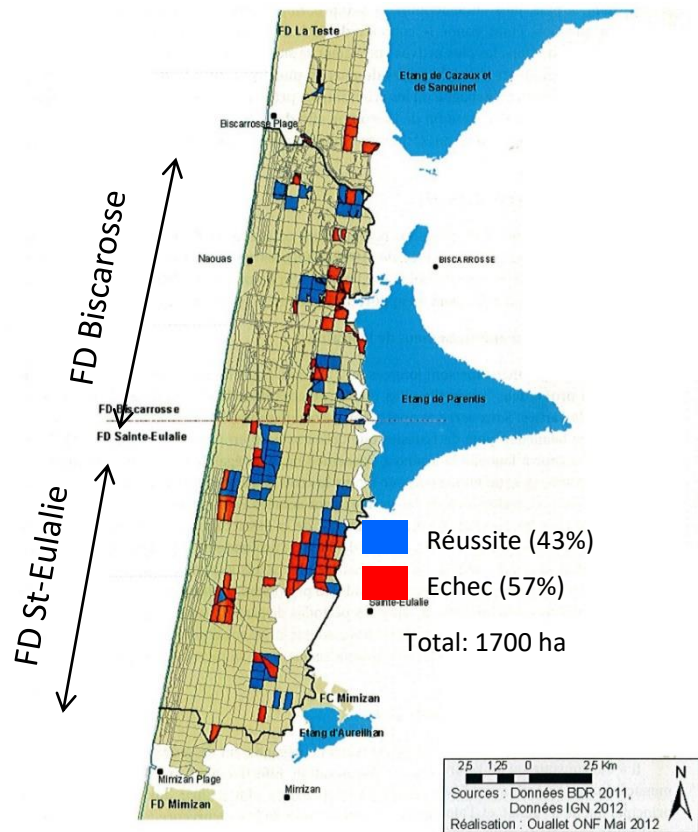 FD La Teste
Etang de Cazaux et
de Sanguinet
Biscarrosse Plage
FD Biscarosse
Naouas
BISCARROSSE
Etang de Parentis
FD Biscarrosse
FD Sainte-Eulalie
FD St-Eulalie
Réussite (43%)
Echec (57%)
Sainte-Eulalie
Total: 1700 ha
FC Mimizan
Etang d'Aureilhan
Mimizan Plage
Mimizan
FD Mimizan
2,5 1,25 0 2,5 Km
N
Sources : Données BDR 2011,
Données IGN 2012
Réalisation : Ouallet ONF Mai 2012